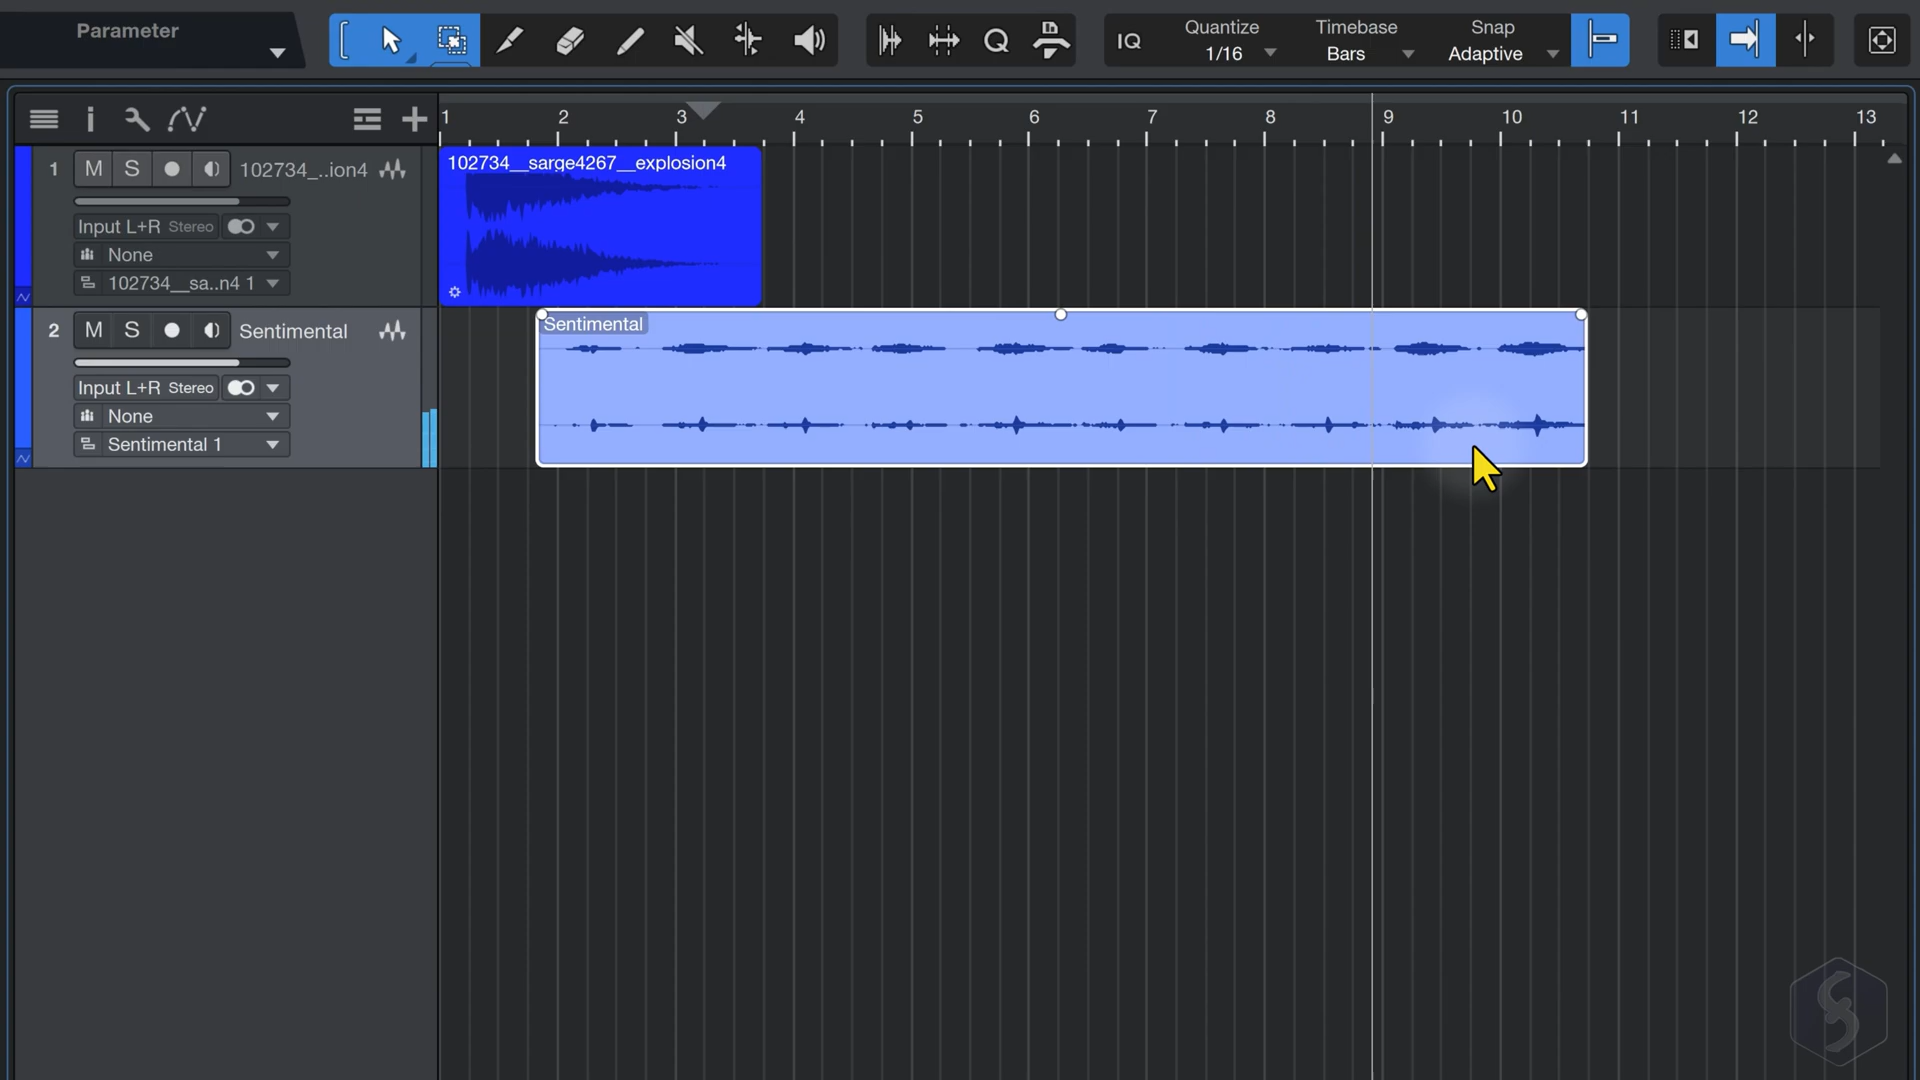 Parameter
IQ
Quantize
1/16
Timebase
Bars
Snap
Adaptive
1 2 3 4 5 6 7 8 9 10 11 12 13
1 M S 102734_..ion4
Input L+R Stereo
None
102734__sa..n4 1
102734__sarge4267__explosion4
2 M S Sentimental
Input L+R Stereo
None
Sentimental 1
Sentimental